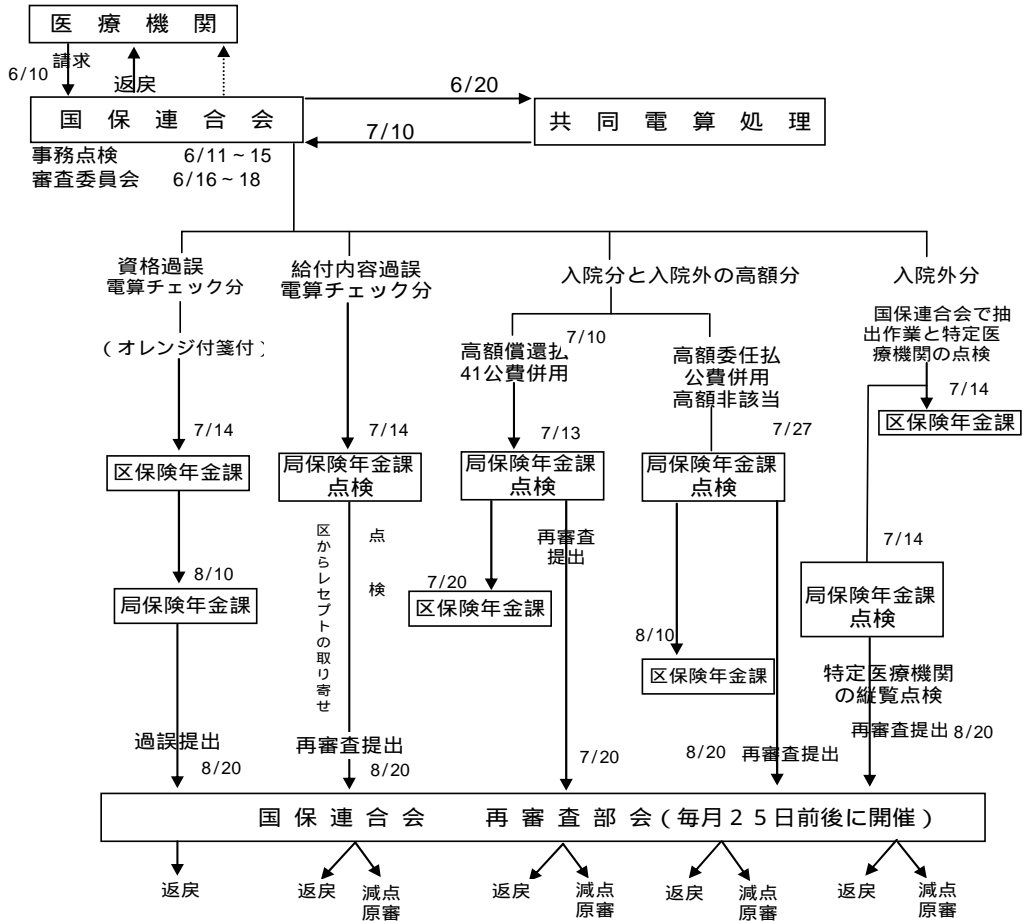 医 療 機 関
請求
6/10
返戻
国 保 連 合 会
6/20
7/10
共 同 電 算 処 理
事務点検 6/11~15
審査委員会 6/16~18
資格過誤
電算チェック分
(オレンジ付箋付)
7/14
区保険年金課
8/10
局保険年金課
過誤提出
8/20
給付内容過誤
電算チェック分
7/14
局保険年金課
点検
区からレセプトの取り寄せ
点検
再審査提出
8/20
入院分と入院外の高額分
7/10
高額償還払
41公費併用
7/13
局保険年金課
点検
7/20
区保険年金課
再審査
提出
7/20
高額委任払
公費併用
高額非該当
7/27
局保険年金課
点検
8/10
区保険年金課
8/20 再審査提出
入院外分
国保連合会で抽
出作業と特定医
療機関の点検
7/14
区保険年金課
7/14
局保険年金課
点検
特定医療機関
の縦覧点検
再審査提出 8/20
国 保 連 合 会 再 審 査 部 会 (毎月25日前後に開催)
返戻
返戻
減点
原審
返戻
減点
原審
返戻
減点
原審
返戻
減点
原審